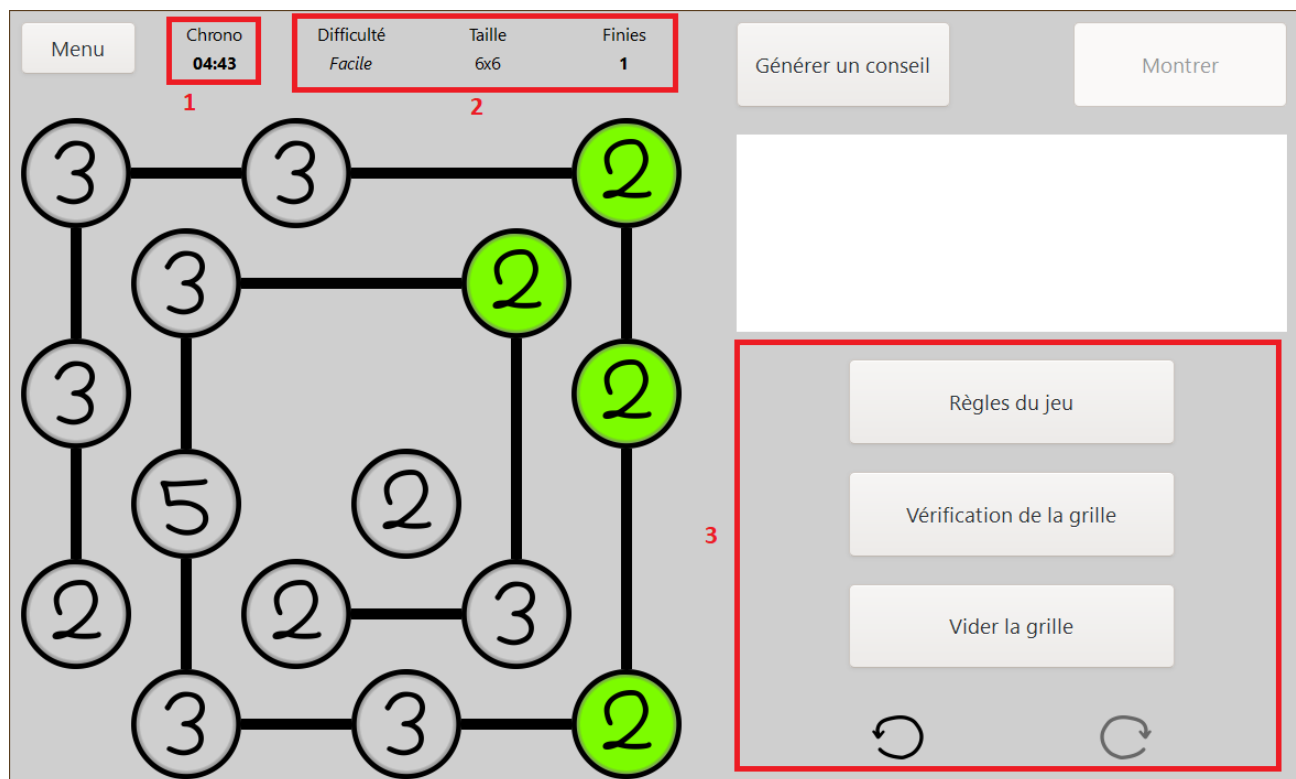 Menu
Chrono Difficulté Taille Finies
04:43 Facile 6x6 1
Générer un conseil Montrer
1
2
3 3 2
3 2
3 2
5 2
2 2 3
3 3 2
Règles du jeu
Vérification de la grille
3
Vider la grille